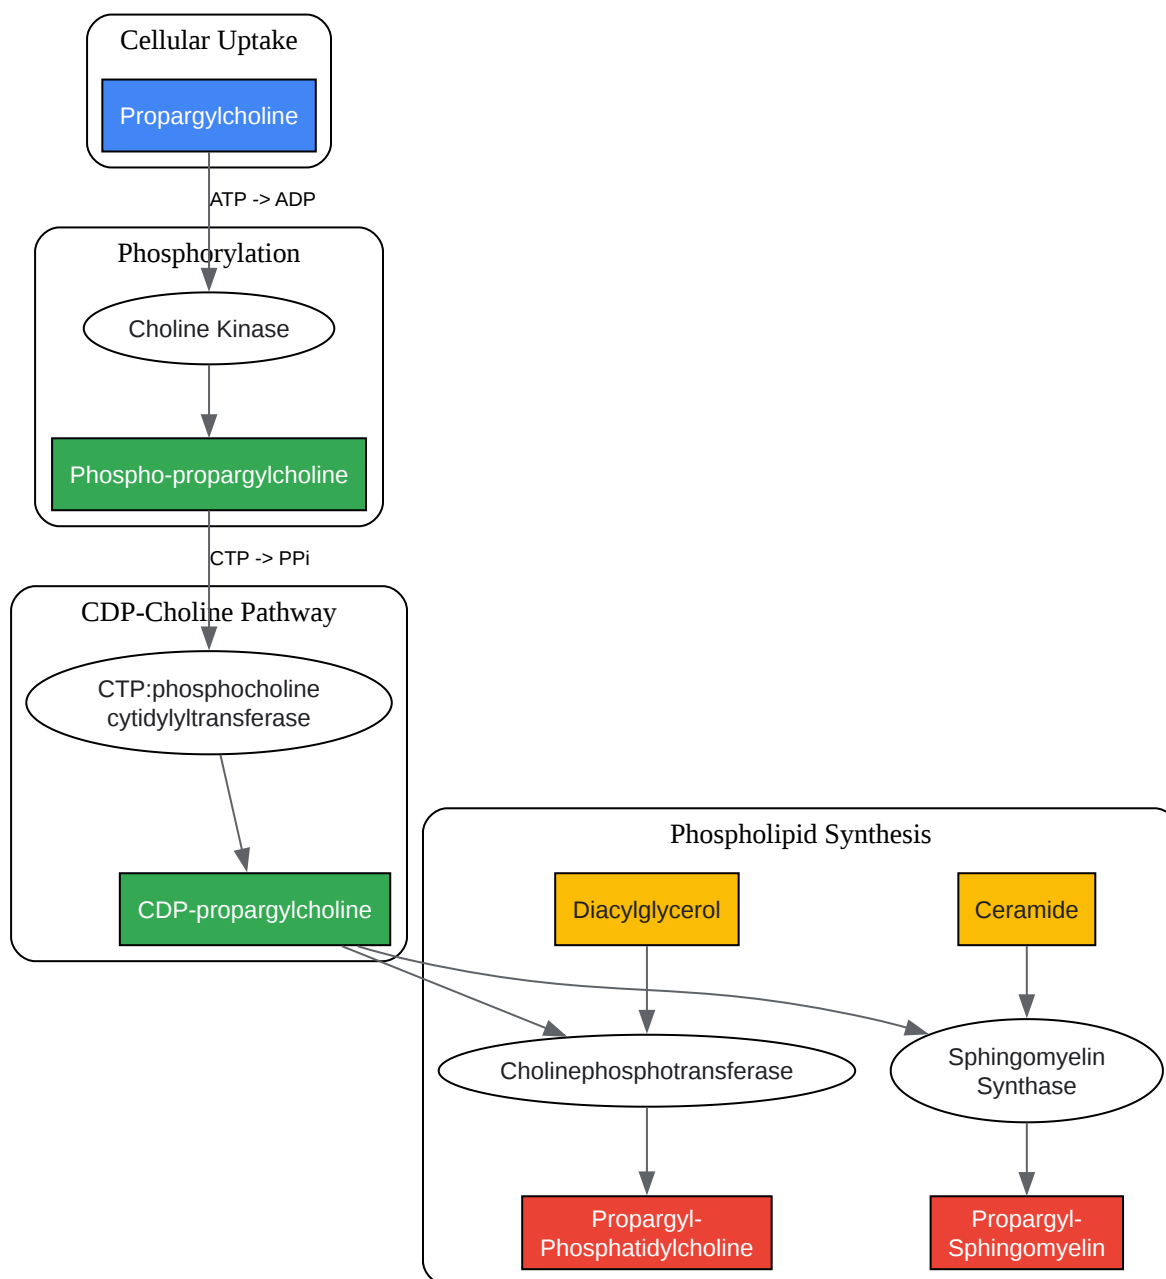 Cellular Uptake
Propargylcholine
ATP -> ADP
Phosphorylation
Choline Kinase
Phospho-propargylcholine
CTP -> PPi
CDP-Choline Pathway
CTP:phosphocholine
cytidylyltransferase
CDP-propargylcholine
Phospholipid Synthesis
Diacylglycerol
Ceramide
Cholinephosphotransferase
Sphingomyelin
Synthase
Propargyl-
Phosphatidylcholine
Propargyl-
Sphingomyelin